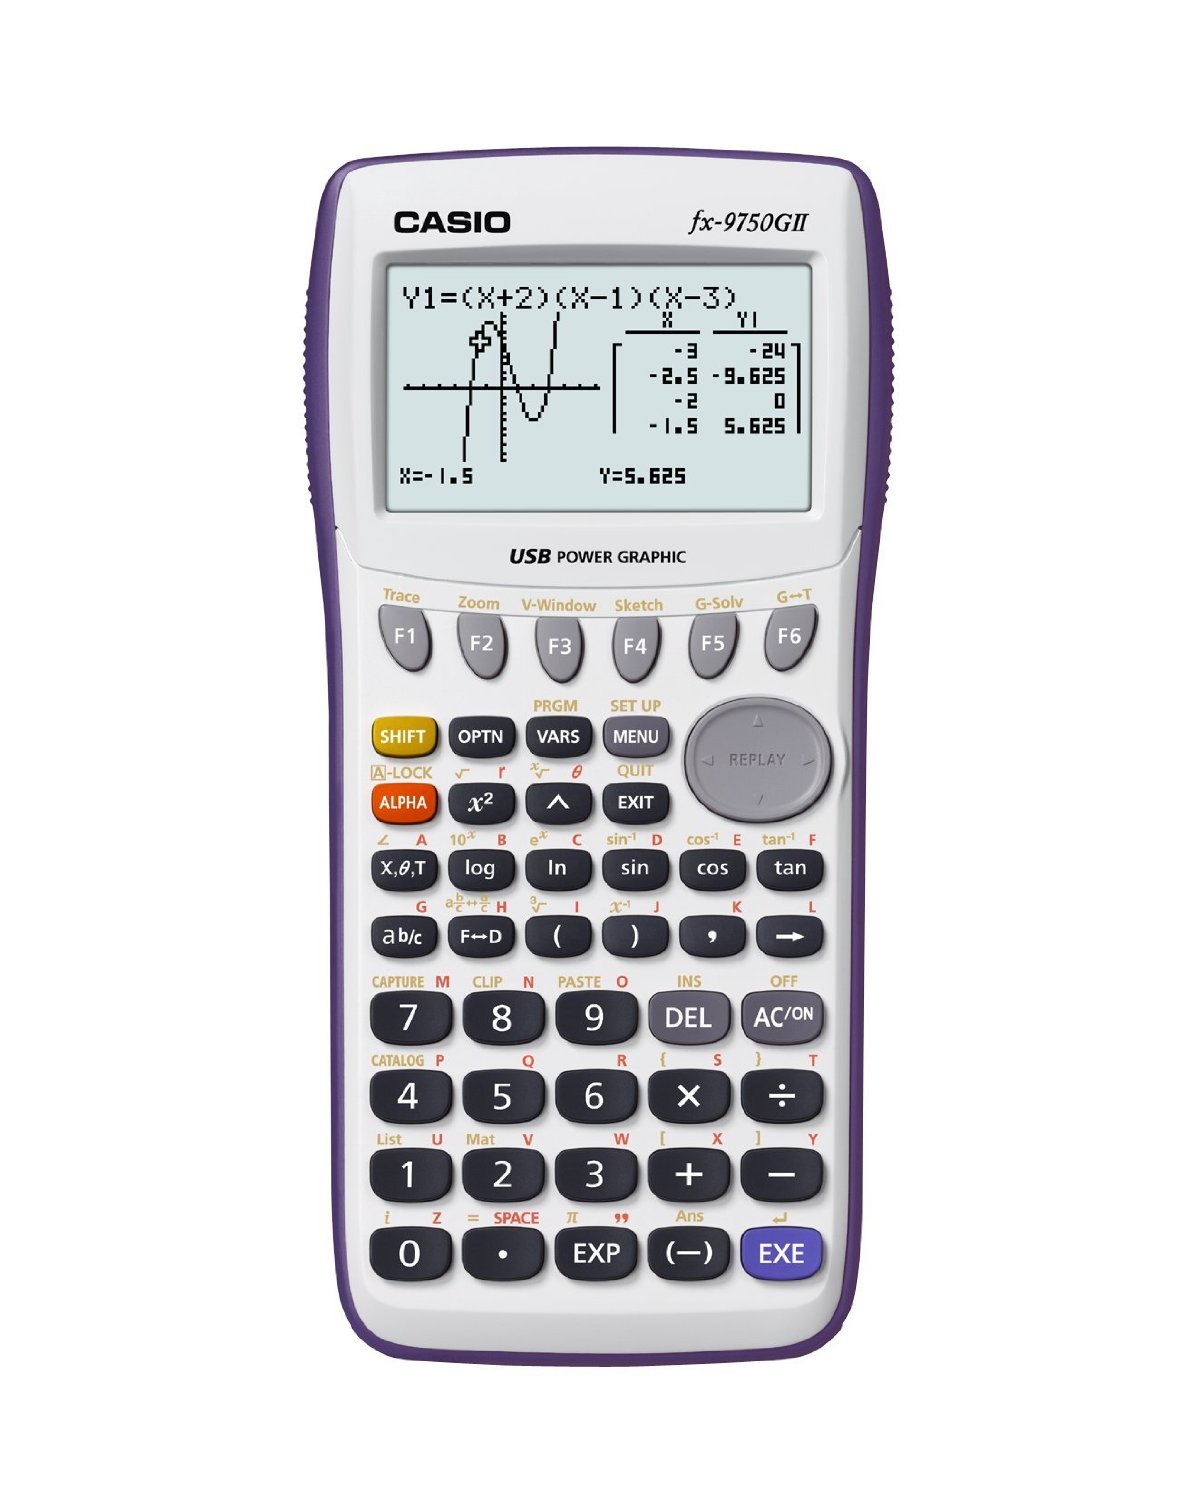 CASIO fx-9750GII
Y1=(X+2)(X-1)(X-3)
X Y1
-3 -24
-2.5 -9.625
-2 0
-1.5 5.625
X=-1.5 Y=5.625
USB POWER GRAPHIC
Trace Zoom V-Window Sketch G-Solv G↔T
F1 F2 F3 F4 F5 F6
PRGM SET UP
SHIFT OPTN VARS MENU
REPLAY
A-LOCK √ r ˣ√ θ QUIT
ALPHA x² ^ EXIT
∠ A 10ˣ B eˣ C sin⁻¹ D cos⁻¹ E tan⁻¹ F
X,θ,T log ln sin cos tan
G a b/c↔d/c H ³√ I x⁻¹ J K L
a b/c F↔D ( ) , →
CAPTURE M CLIP N PASTE O INS OFF
7 8 9 DEL AC/ON
CATALOG P Q R { S } T
4 5 6 × ÷
List U Mat V W [ X ] Y
1 2 3 + −
i Z = SPACE π ” Ans ↵
0 . EXP (−) EXE